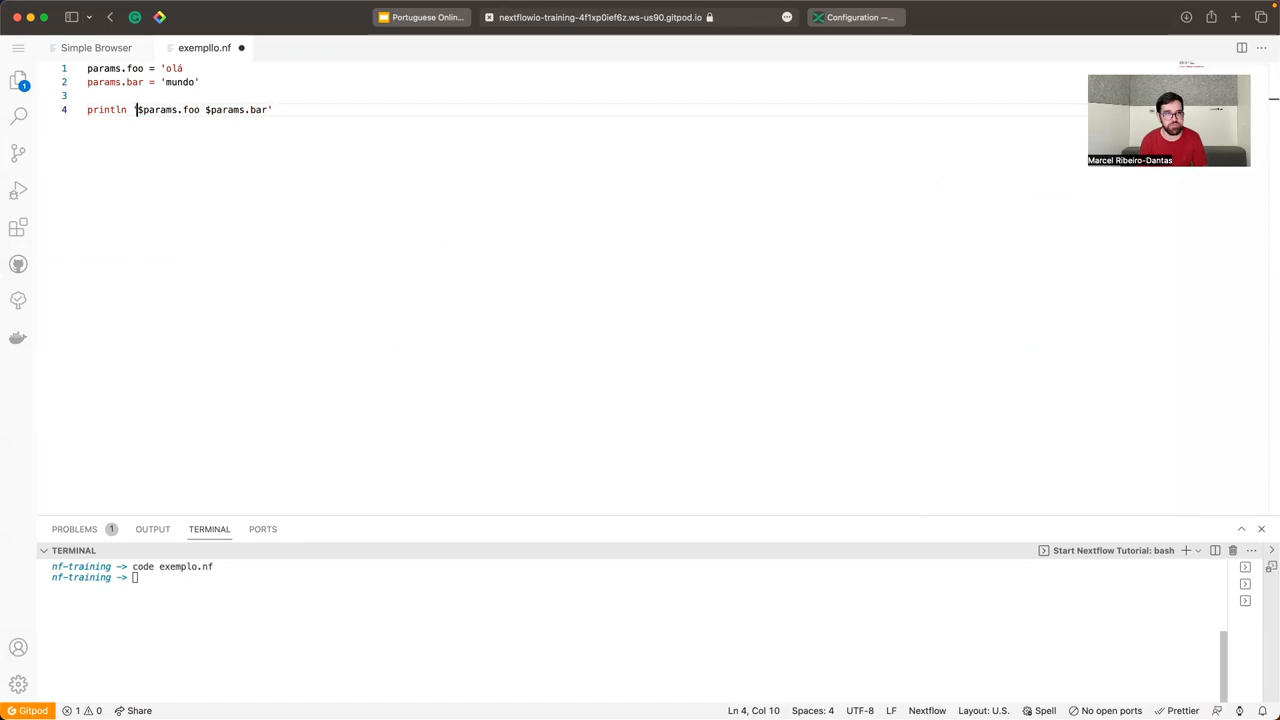 Portuguese Onlin...
nextflowio-training-4f1xp0ief6z.ws-us90.gitpod.io
Configuration —...
Simple Browser
exempllo.nf
1 params.foo = 'olá
2 params.bar = 'mundo'
3
4 println '$params.foo $params.bar'
1
Marcel Ribeiro-Dantas
PROBLEMS 1 OUTPUT TERMINAL PORTS
TERMINAL
Start Nextflow Tutorial: bash
nf-training -> code exemplo.nf
nf-training ->
Gitpod
1 0
Share
Ln 4, Col 10
Spaces: 4
UTF-8
LF
Nextflow
Layout: U.S.
Spell
No open ports
Prettier